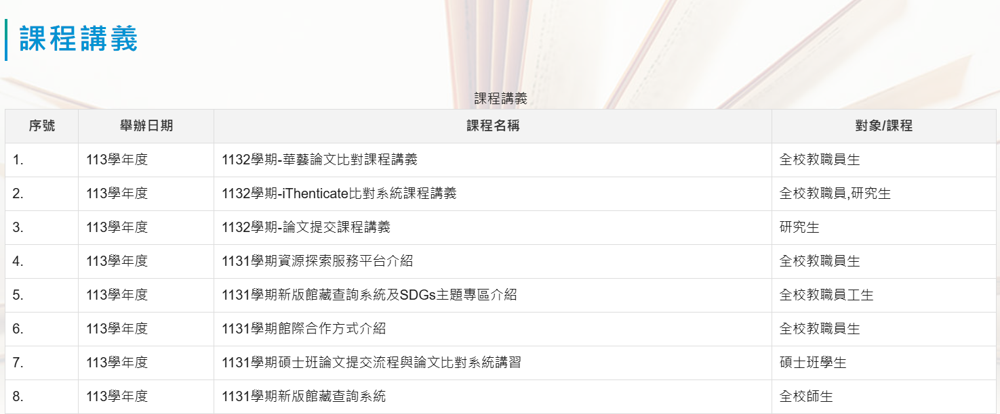 課程講義
課程講義
序號 舉辦日期 課程名稱 對象/課程
1. 113學年度 1132學期-華藝論文比對課程講義 全校教職員生
2. 113學年度 1132學期-iThenticate比對系統課程講義 全校教職員,研究生
3. 113學年度 1132學期-論文提交課程講義 研究生
4. 113學年度 1131學期資源探索服務平台介紹 全校教職員生
5. 113學年度 1131學期新版館藏查詢系統及SDGs主題專區介紹 全校教職員工生
6. 113學年度 1131學期館際合作方式介紹 全校教職員生
7. 113學年度 1131學期碩士班論文提交流程與論文比對系統講習 碩士班學生
8. 113學年度 1131學期新版館藏查詢系統 全校師生